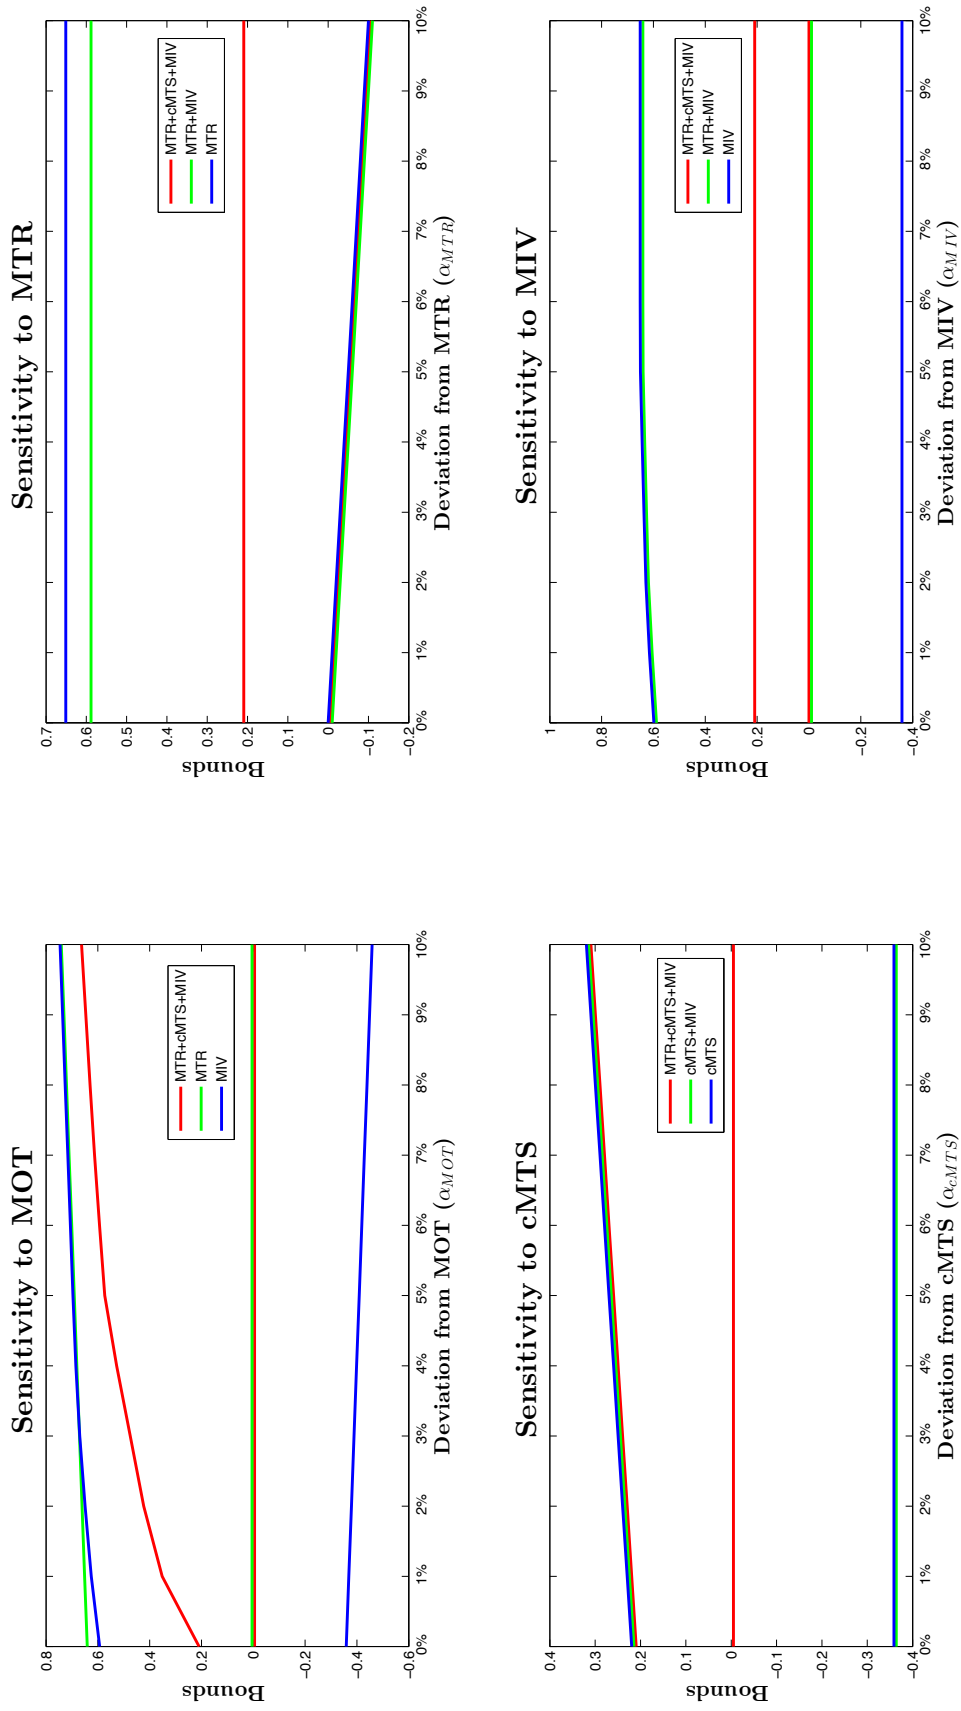 Sensitivity to MOT
0.8
0.6
0.4
0.2
0
−0.2
−0.4
−0.6
Bounds
MTR+cMTS+MIV
MTR
MIV
0% 1% 2% 3% 4% 5% 6% 7% 8% 9% 10%
Deviation from MOT (α_MOT)
Sensitivity to MTR
0.7
0.6
0.5
0.4
0.3
0.2
0.1
0
−0.1
−0.2
Bounds
MTR+cMTS+MIV
MTR+MIV
MTR
0% 1% 2% 3% 4% 5% 6% 7% 8% 9% 10%
Deviation from MTR (α_MTR)
Sensitivity to cMTS
0.4
0.3
0.2
0.1
0
−0.1
−0.2
−0.3
−0.4
Bounds
MTR+cMTS+MIV
cMTS+MIV
cMTS
0% 1% 2% 3% 4% 5% 6% 7% 8% 9% 10%
Deviation from cMTS (α_cMTS)
Sensitivity to MIV
1
0.8
0.6
0.4
0.2
0
−0.2
−0.4
Bounds
MTR+cMTS+MIV
MTR+MIV
MIV
0% 1% 2% 3% 4% 5% 6% 7% 8% 9% 10%
Deviation from MIV (α_MIV)